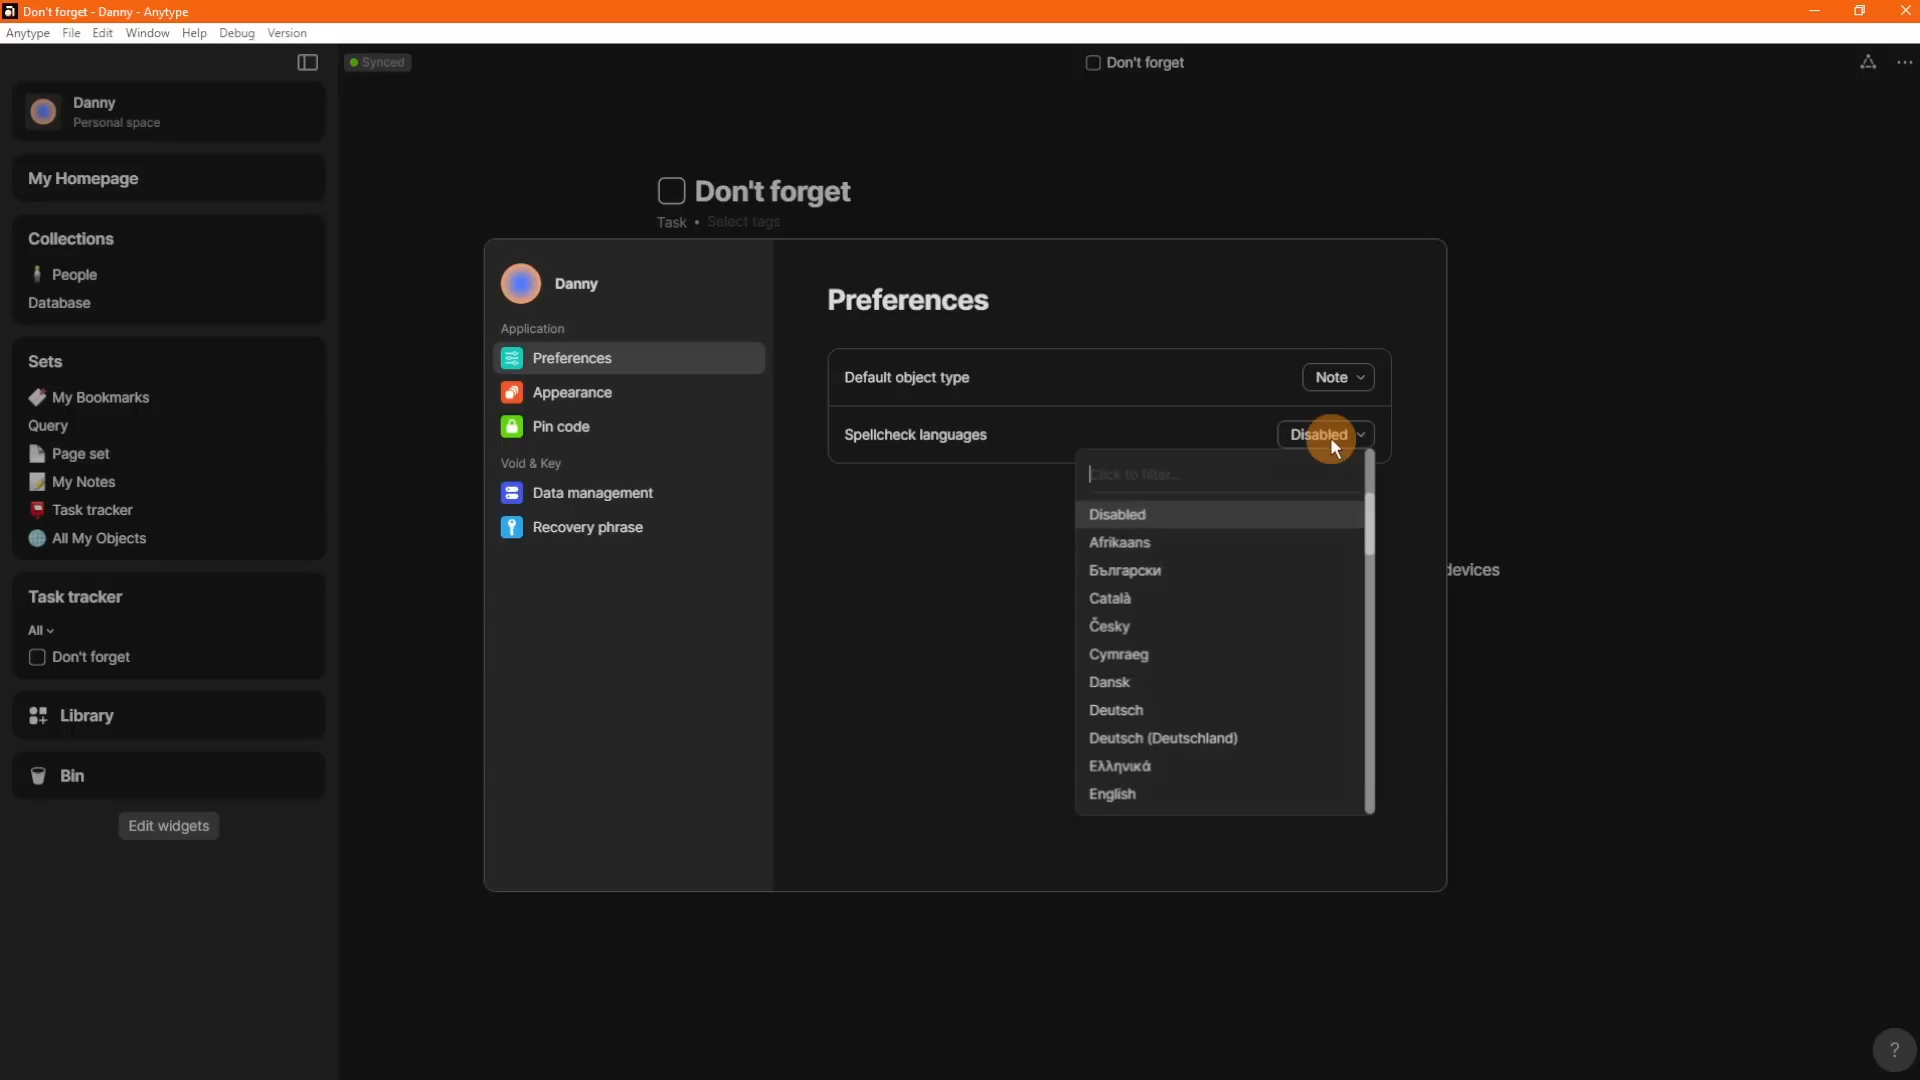 Don't forget - Danny - Anytype
Anytype File Edit Window Help Debug Version
Synced
Don't forget
Danny
Personal space
My Homepage
Collections
People
Database
Sets
My Bookmarks
Query
Page set
My Notes
Task tracker
All My Objects
Task tracker
All
Don't forget
Library
Bin
Edit widgets
Don't forget
Task • Select tags
Danny
Application
Preferences
Appearance
Pin code
Void & Key
Data management
Recovery phrase
Preferences
Default object type
Note
Spellcheck languages
Disabled
Click to filter...
Disabled
Afrikaans
Български
Català
Česky
Cymraeg
Dansk
Deutsch
Deutsch (Deutschland)
Ελληνικά
English
devices
?